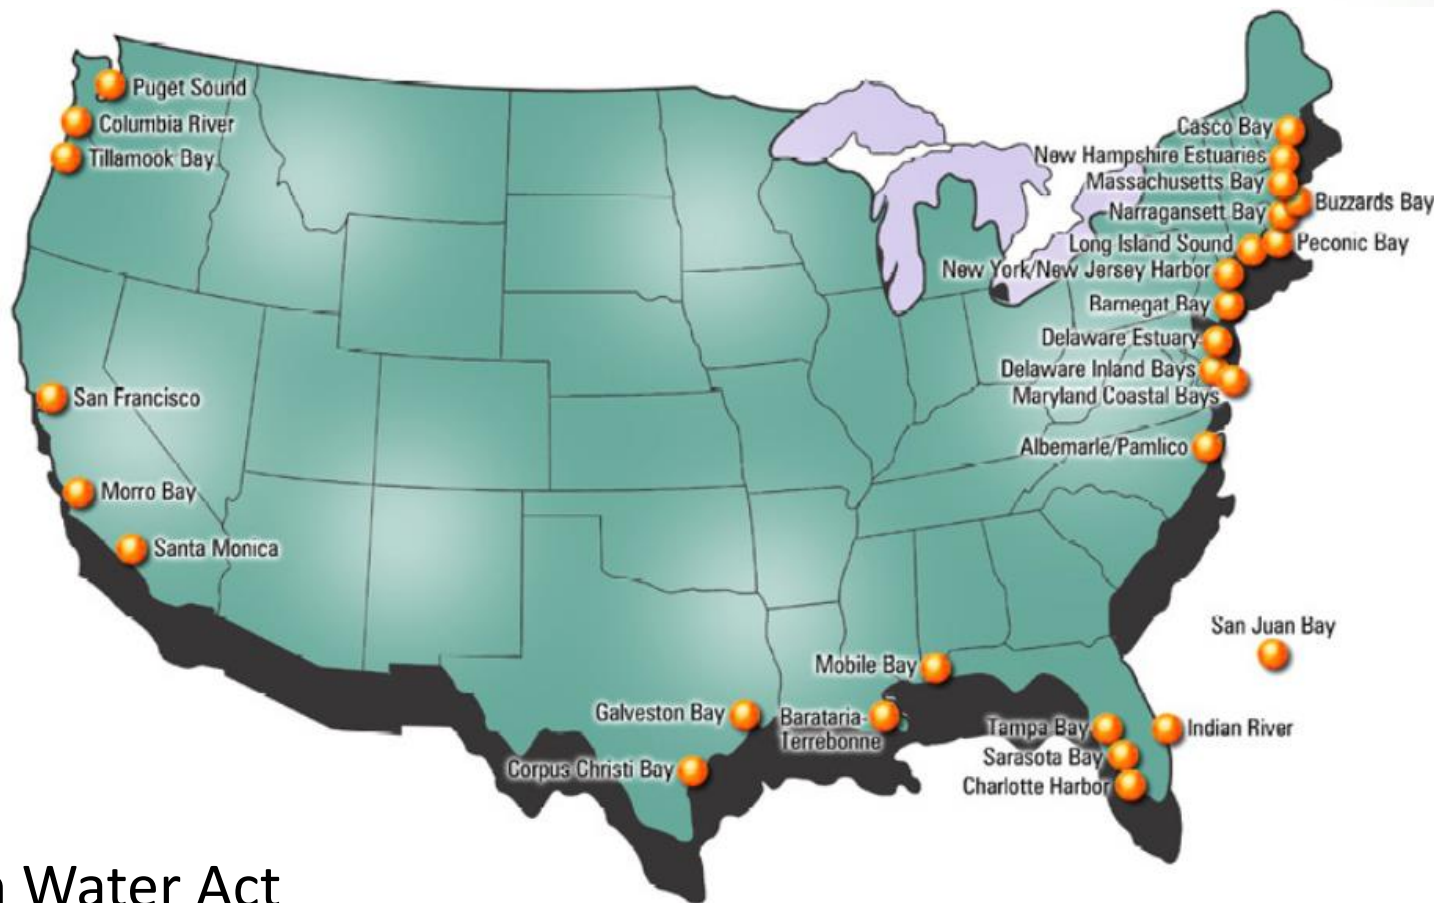 Puget Sound
Columbia River
Tillamook Bay
San Francisco
Morro Bay
Santa Monica
Casco Bay
New Hampshire Estuaries
Massachusetts Bay
Buzzards Bay
Narragansett Bay
Long Island Sound
Peconic Bay
New York/New Jersey Harbor
Barnegat Bay
Delaware Estuary
Delaware Inland Bays
Maryland Coastal Bays
Albemarle/Pamlico
San Juan Bay
Mobile Bay
Galveston Bay
Barataria-
Terrebonne
Tampa Bay
Indian River
Sarasota Bay
Corpus Christi Bay
Charlotte Harbor
Water Act